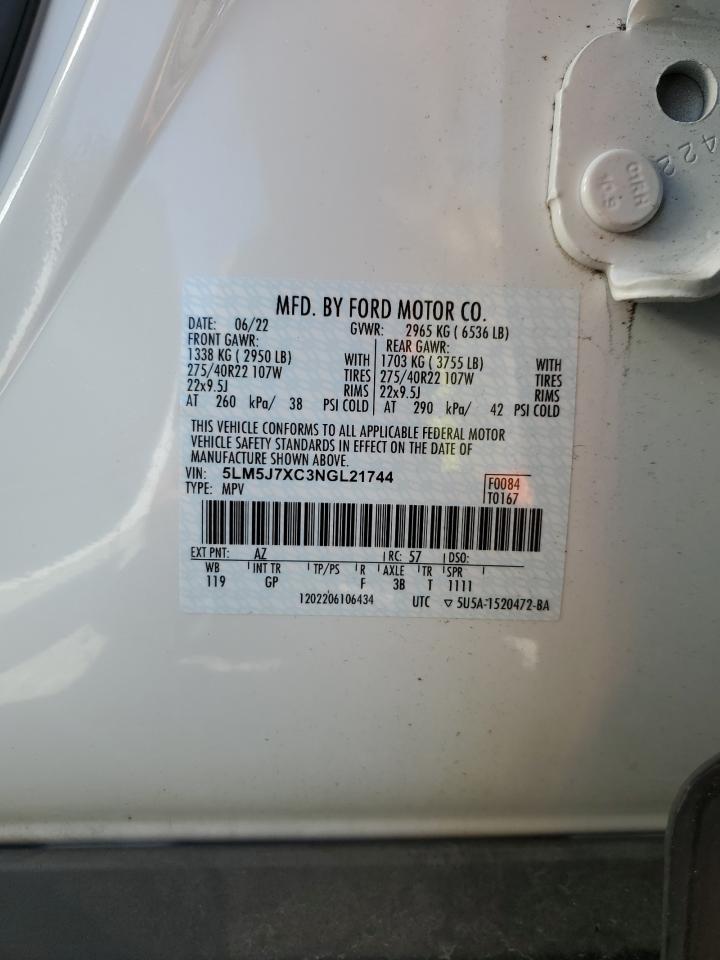 MFD. BY FORD MOTOR CO.
DATE: 06/22 GVWR: 2965 KG ( 6536 LB)
FRONT GAWR: REAR GAWR:
1338 KG ( 2950 LB) WITH 1703 KG ( 3755 LB) WITH
275/40R22 107W TIRES 275/40R22 107W TIRES
22x9.5J RIMS 22x9.5J RIMS
AT 260 kPa/ 38 PSI COLD AT 290 kPa/ 42 PSI COLD
THIS VEHICLE CONFORMS TO ALL APPLICABLE FEDERAL MOTOR
VEHICLE SAFETY STANDARDS IN EFFECT ON THE DATE OF
MANUFACTURE SHOWN ABOVE.
VIN: 5LM5J7XC3NGL21744 F0084
TYPE: MPV T0167
EXT PNT: AZ RC: 57 DSO:
WB INT TR TP/PS R AXLE TR SPR
119 GP F 3B T 1111
1202206106434 UTC ▽ 5U5A-1520472-BA
422